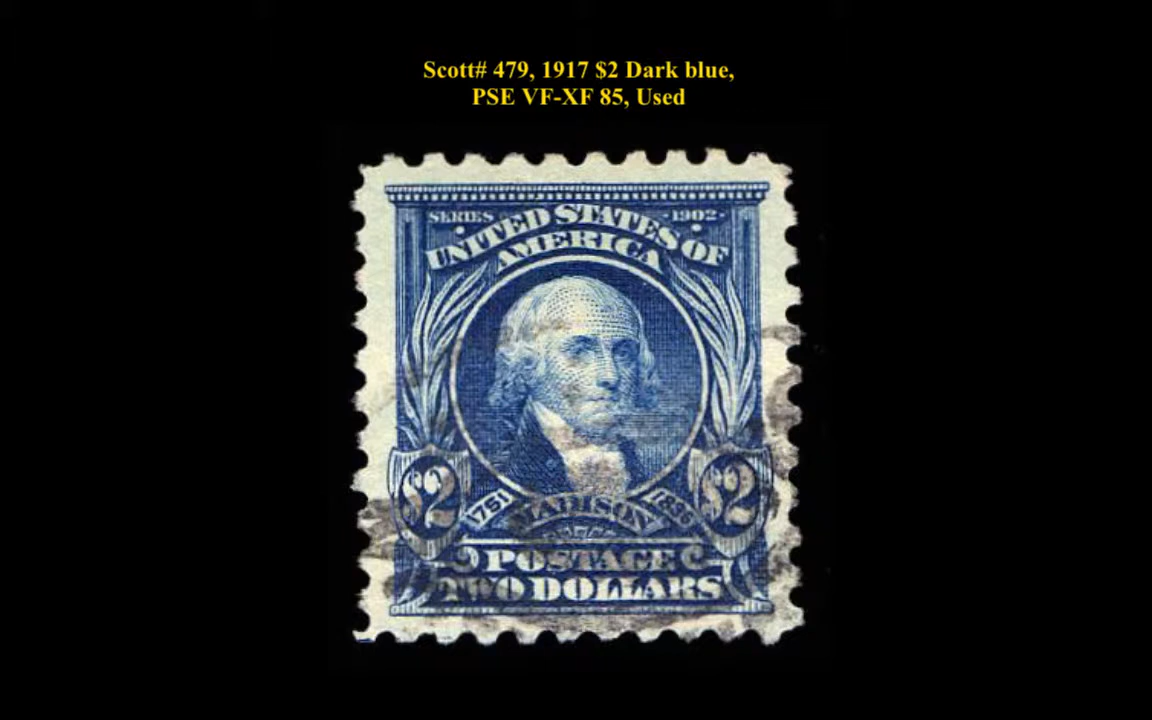 Scott# 479, 1917 $2 Dark blue,
PSE VF-XF 85, Used
SERIES 1902
UNITED STATES OF
AMERICA
$2 $2
1751 MADISON 1836
POSTAGE
TWO DOLLARS